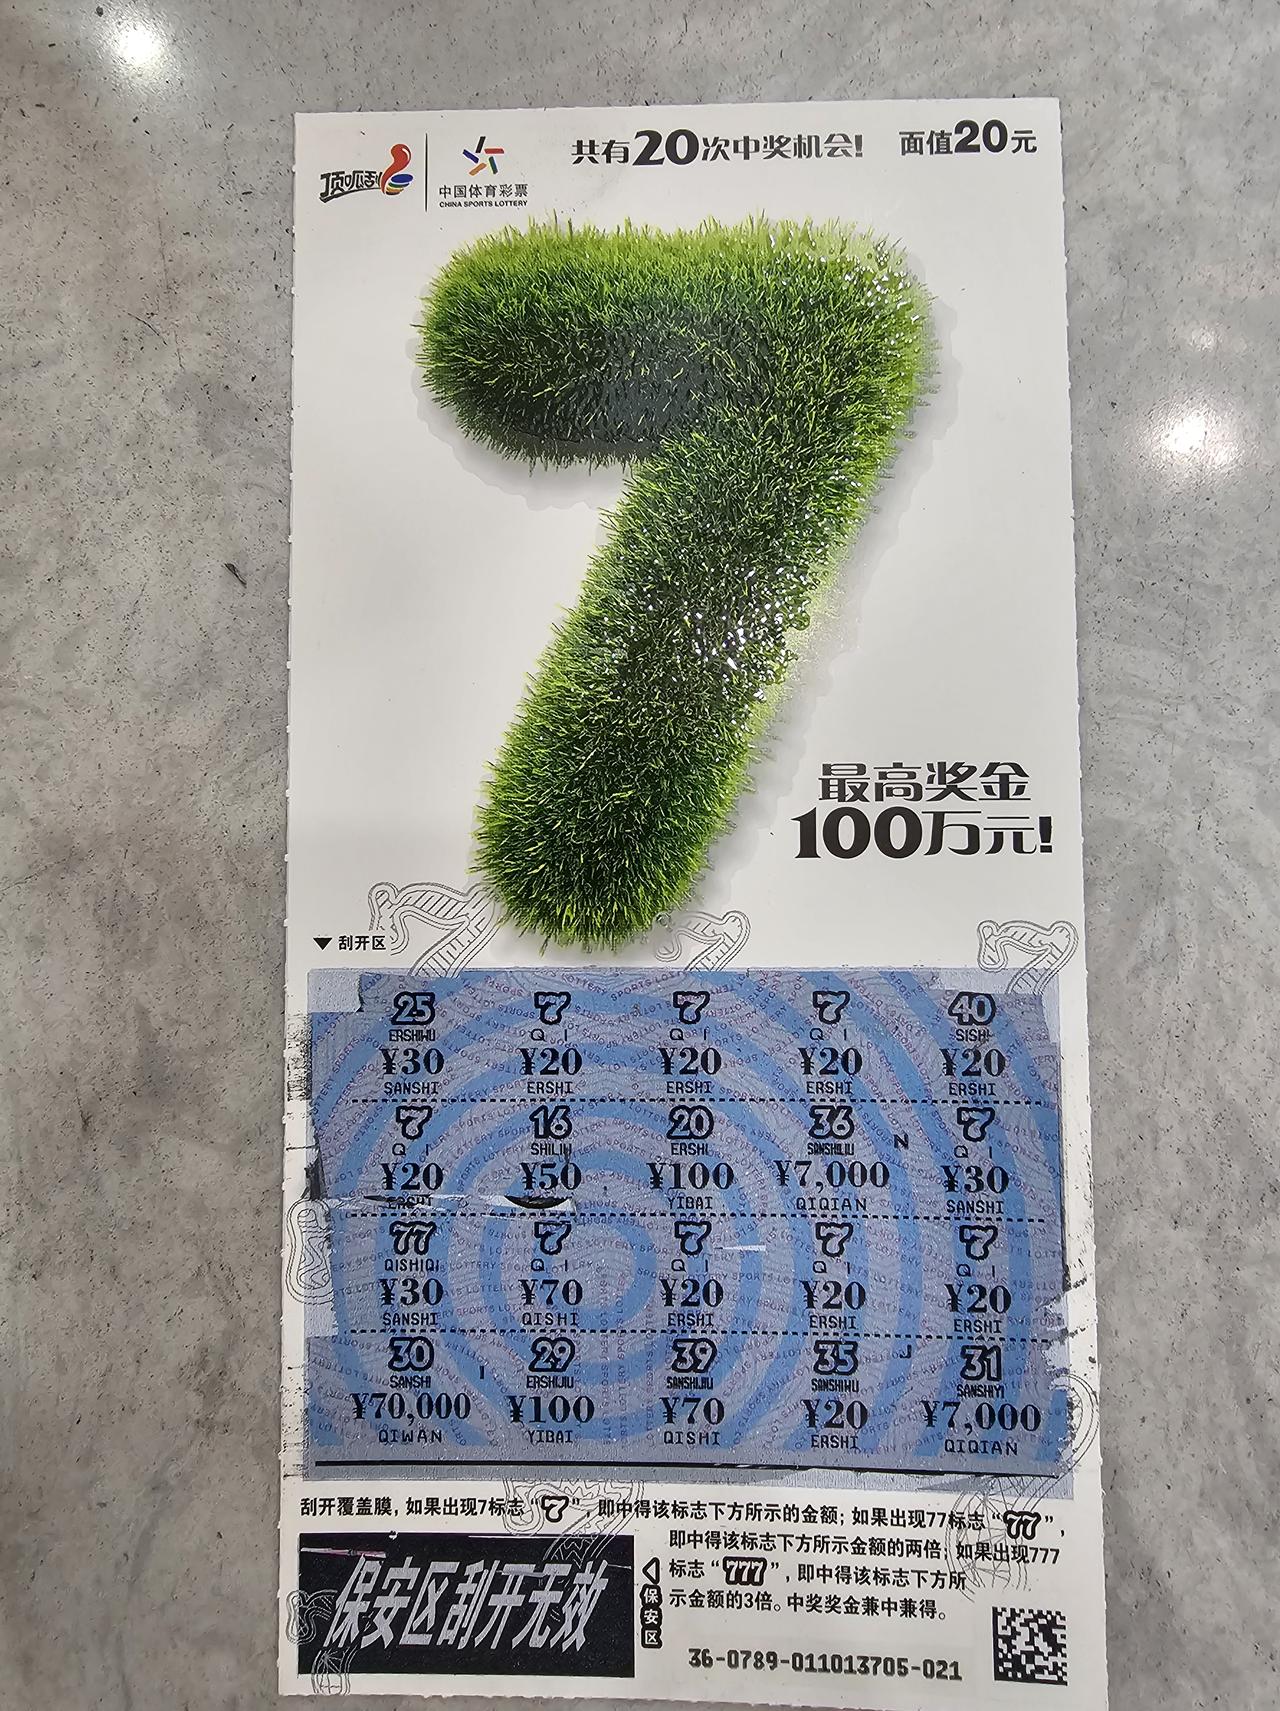 顶呱刮
中国体育彩票
CHINA SPORTS LOTTERY
共有20次中奖机会!
面值20元
最高奖金
100万元!
▼刮开区
25 7 7 7 40
ERSHIWU QI QI QI SISHI
¥30 ¥20 ¥20 ¥20 ¥20
SANSHI ERSHI ERSHI ERSHI ERSHI
7 16 20 36 N 7
QI SHILIU ERSHI SANSHILIU QI
¥20 ¥50 ¥100 ¥7,000 ¥30
ERSHI YIBAI QIQIAN SANSHI
77 7 7 7 7
QISHIQI QI QI QI QI
¥30 ¥70 ¥20 ¥20 ¥20
SANSHI QISHI ERSHI ERSHI ERSHI
30 I 29 39 35 J 31
SANSHI ERSHIJIU SANSHIJIU SANSHIWU SANSHIYI
¥70,000 ¥100 ¥70 ¥20 ¥7,000
QIWAN YIBAI QISHI ERSHI QIQIAN
刮开覆盖膜,如果出现7标志“7”,即中得该标志下方所示的金额;如果出现77标志“77”,
即中得该标志下方所示金额的两倍;如果出现777
标志“777”,即中得该标志下方所
示金额的3倍。中奖奖金兼中兼得。
保安区刮开无效
保安区
36-0789-011013705-021